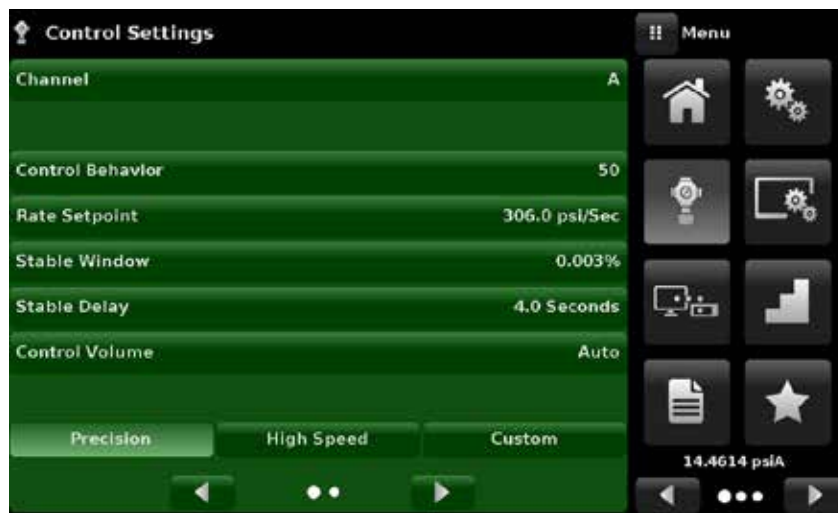 Control Settings
Menu
Channel A
Control Behavior 50
Rate Setpoint 306.0 psi/Sec
Stable Window 0.003%
Stable Delay 4.0 Seconds
Control Volume Auto
Precision High Speed Custom
14.4614 psiA